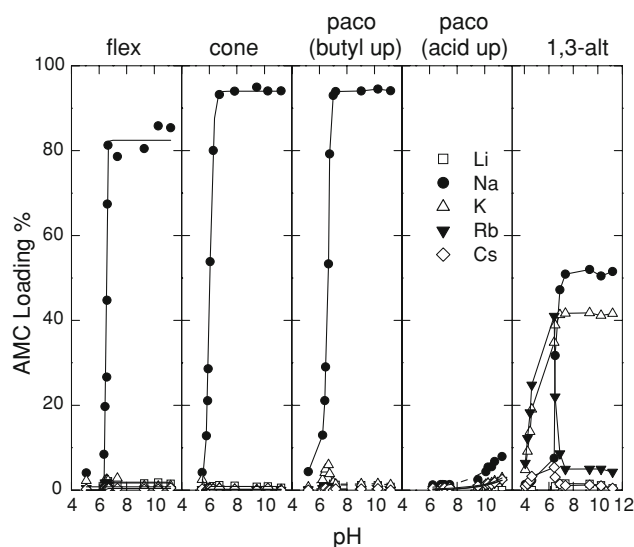 flex cone paco (butyl up) paco (acid up) 1,3-alt
100
80
60
40
20
0
AMC Loading %
Li
Na
K
Rb
Cs
4 6 8 10 4 6 8 10 4 6 8 10 4 6 8 10 4 6 8 10 12
pH